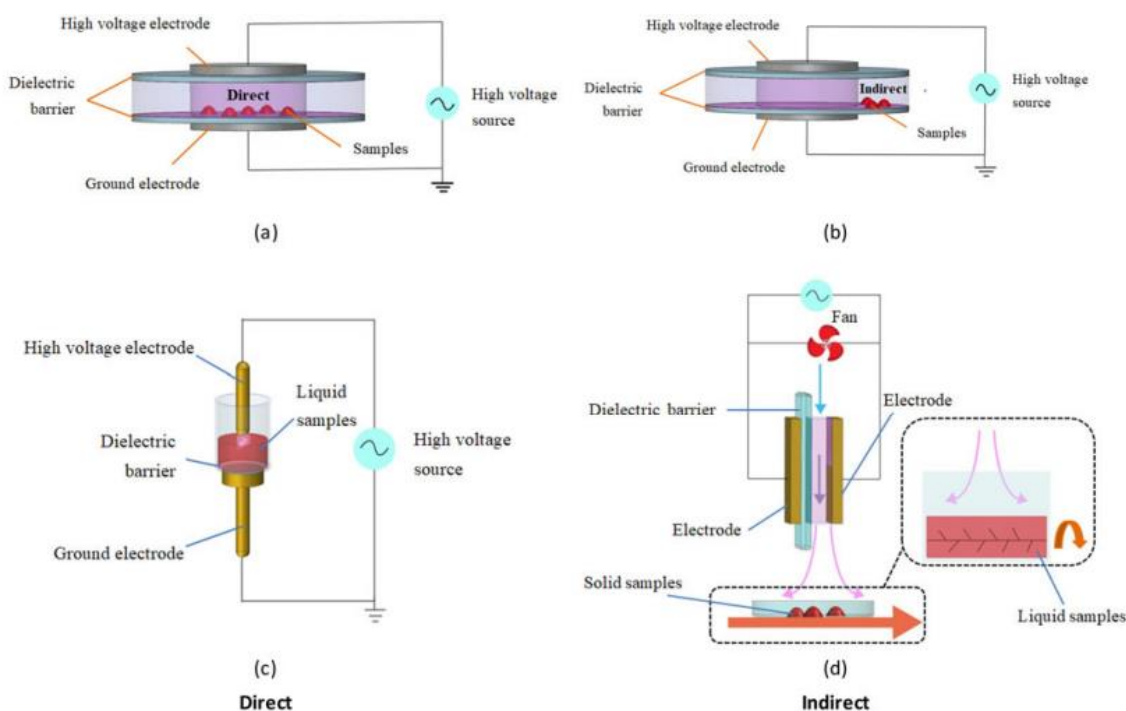 High voltage electrode
Dielectric
barrier
Direct
High voltage
source
Samples
Ground electrode
(a)
High voltage electrode
Dielectric
barrier
Indirect
High voltage
source
Samples
Ground electrode
(b)
High voltage electrode
Liquid
samples
Dielectric
barrier
High voltage
source
Ground electrode
(c)
Direct
Fan
Dielectric barrier
Electrode
Electrode
Solid samples
Liquid samples
(d)
Indirect